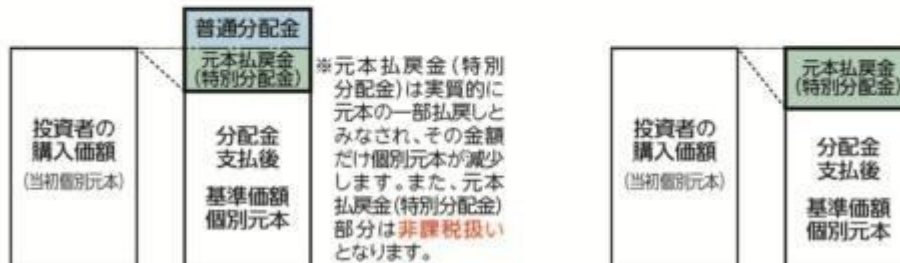 普通分配金
元本払戻金
(特別分配金)
投資者の
購入価額
(当初個別元本)
分配金
支払後
基準価額
個別元本
※元本払戻金(特別
分配金)は実質的に
元本の一部払戻しと
みなされ、その金額
だけ個別元本が減少
します。また、元本
払戻金(特別分配金)
部分は非課税扱い
となります。
投資者の
購入価額
(当初個別元本)
元本払戻金
(特別分配金)
分配金
支払後
基準価額
個別元本